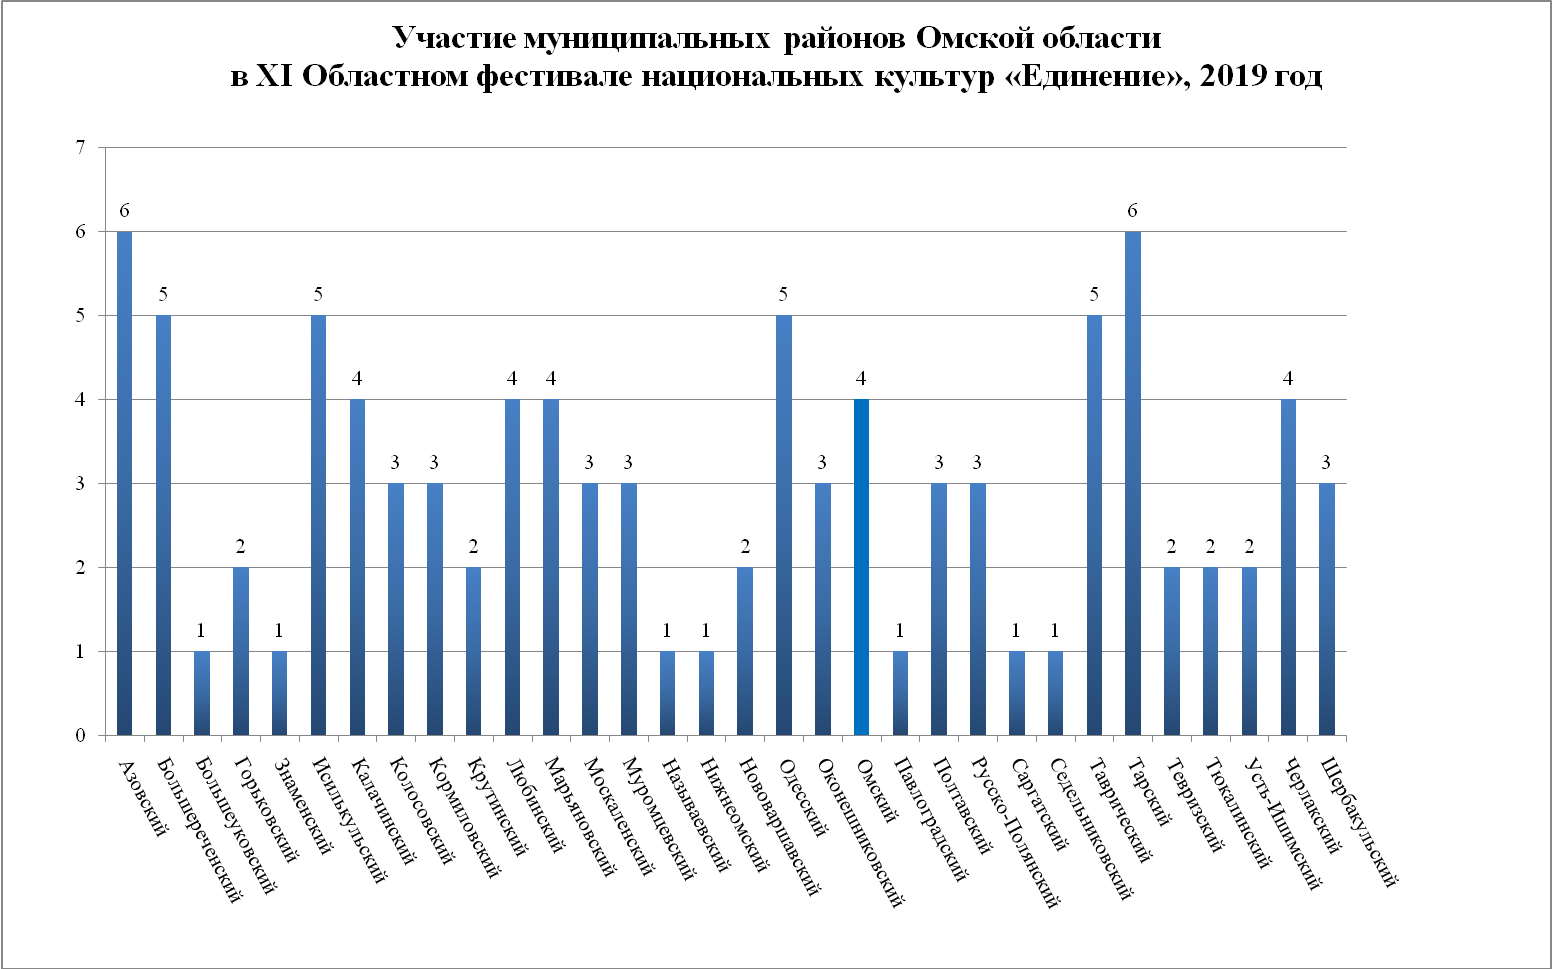 Участие муниципальных районов Омской области
в XI Областном фестивале национальных культур «Единение», 2019 год
7
6
5
4
3
2
1
0
6
5
1
2
1
5
4
3
3
2
4
4
3
3
1
1
2
5
3
4
1
3
3
1
1
5
6
2
2
2
4
3
Азовский
Большереченский
Большеуковский
Горьковский
Знаменский
Исилькульский
Калачинский
Колосовский
Кормиловский
Крутинский
Любинский
Марьяновский
Москаленский
Муромцевский
Называевский
Нижнеомский
Нововаршавский
Одесский
Оконешниковский
Омский
Павлоградский
Полтавский
Русско-Полянский
Саргатский
Седельниковский
Таврический
Тарский
Тевризский
Тюкалинский
Усть-Ишимский
Черлакский
Шербакульский